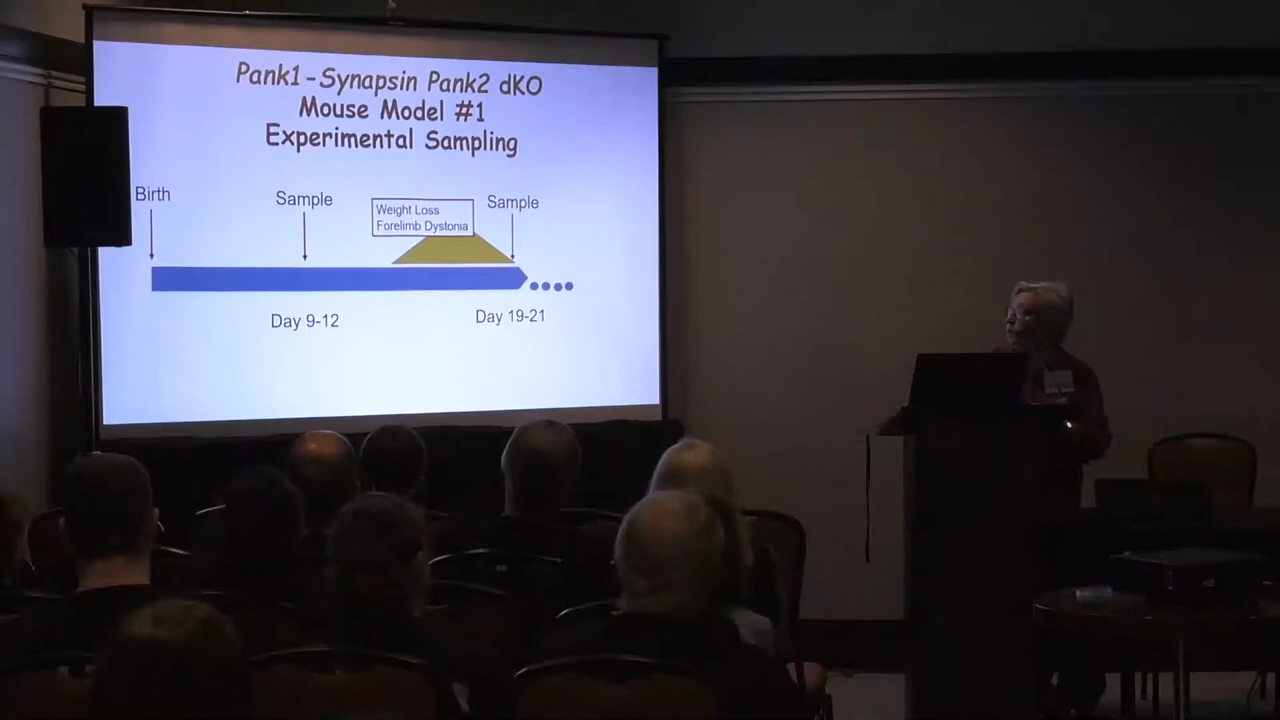 Pank1-Synapsin Pank2 dKO
Mouse Model #1
Experimental Sampling
Birth
Sample
Weight Loss
Forelimb Dystonia
Sample
Day 9-12
Day 19-21